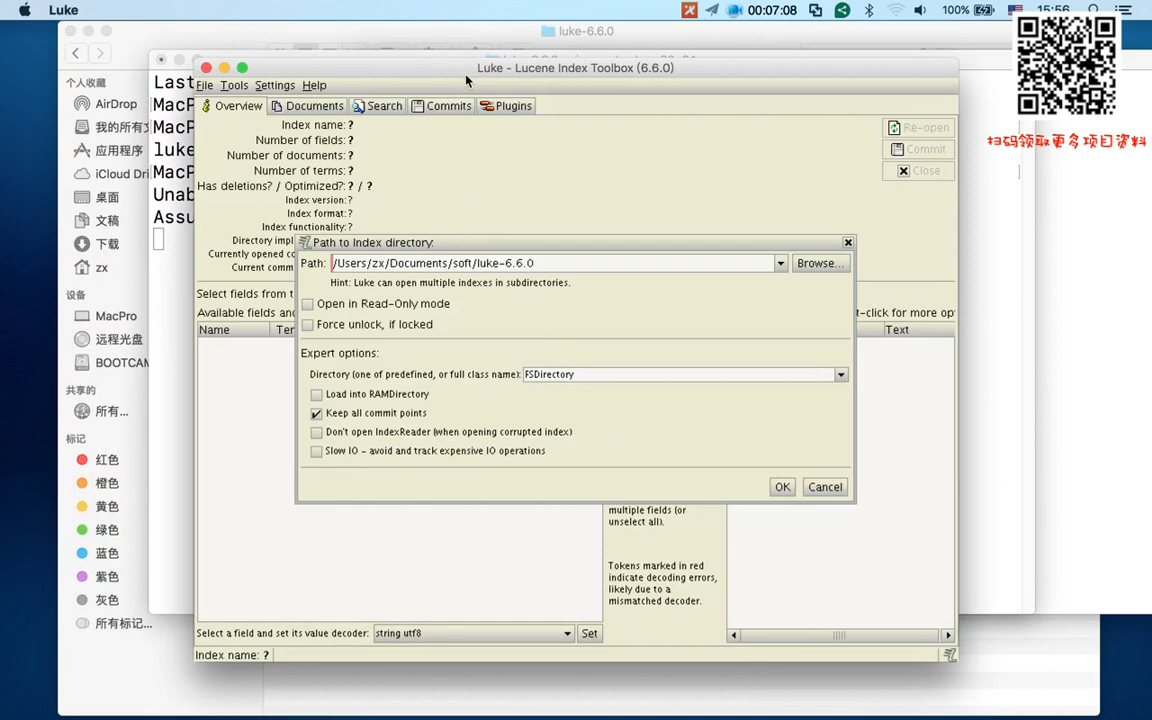 Luke
00:07:08
100%
15:56
luke-6.6.0
个人收藏
AirDrop
我的所有文
应用程序
iCloud Dri
桌面
文稿
下载
zx
设备
MacPro
远程光盘
BOOTCAM
共享的
所有...
标记
红色
橙色
黄色
绿色
蓝色
紫色
灰色
所有标记...
Last
MacP
MacP
luke
MacP
Unab
Assu
Luke - Lucene Index Toolbox (6.6.0)
File Tools Settings Help
Overview Documents Search Commits Plugins
Index name: ?
Number of fields: ?
Number of documents: ?
Number of terms: ?
Has deletions? / Optimized?: ? / ?
Index version: ?
Index format: ?
Index functionality: ?
Directory impl
Currently opened co
Current comm
Re-open
Commit
Close
Select fields from t
Available fields and
t-click for more op
Name
Ter
Text
Path to Index directory:
Path: /Users/zx/Documents/soft/luke-6.6.0 Browse...
Hint: Luke can open multiple indexes in subdirectories.
Open in Read-Only mode
Force unlock, if locked
Expert options:
Directory (one of predefined, or full class name): FSDirectory
Load into RAMDirectory
Keep all commit points
Don't open IndexReader (when opening corrupted index)
Slow IO - avoid and track expensive IO operations
OK Cancel
multiple fields (or
unselect all).
Tokens marked in red
indicate decoding errors,
likely due to a
mismatched decoder.
Select a field and set its value decoder: string utf8 Set
Index name: ?
扫码领取更多项目资料